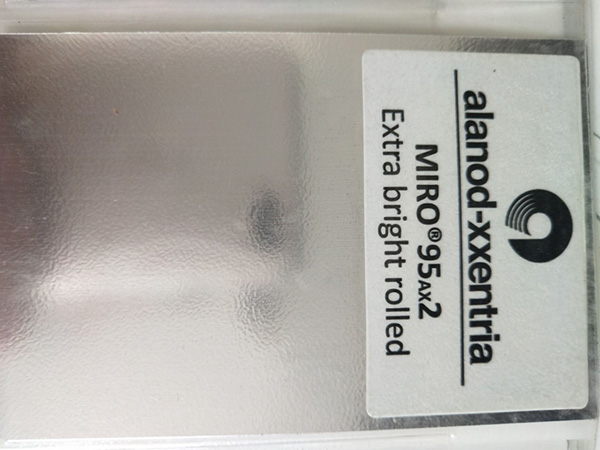 alanod-xxentria
MIRO®95AX2
Extra bright rolled